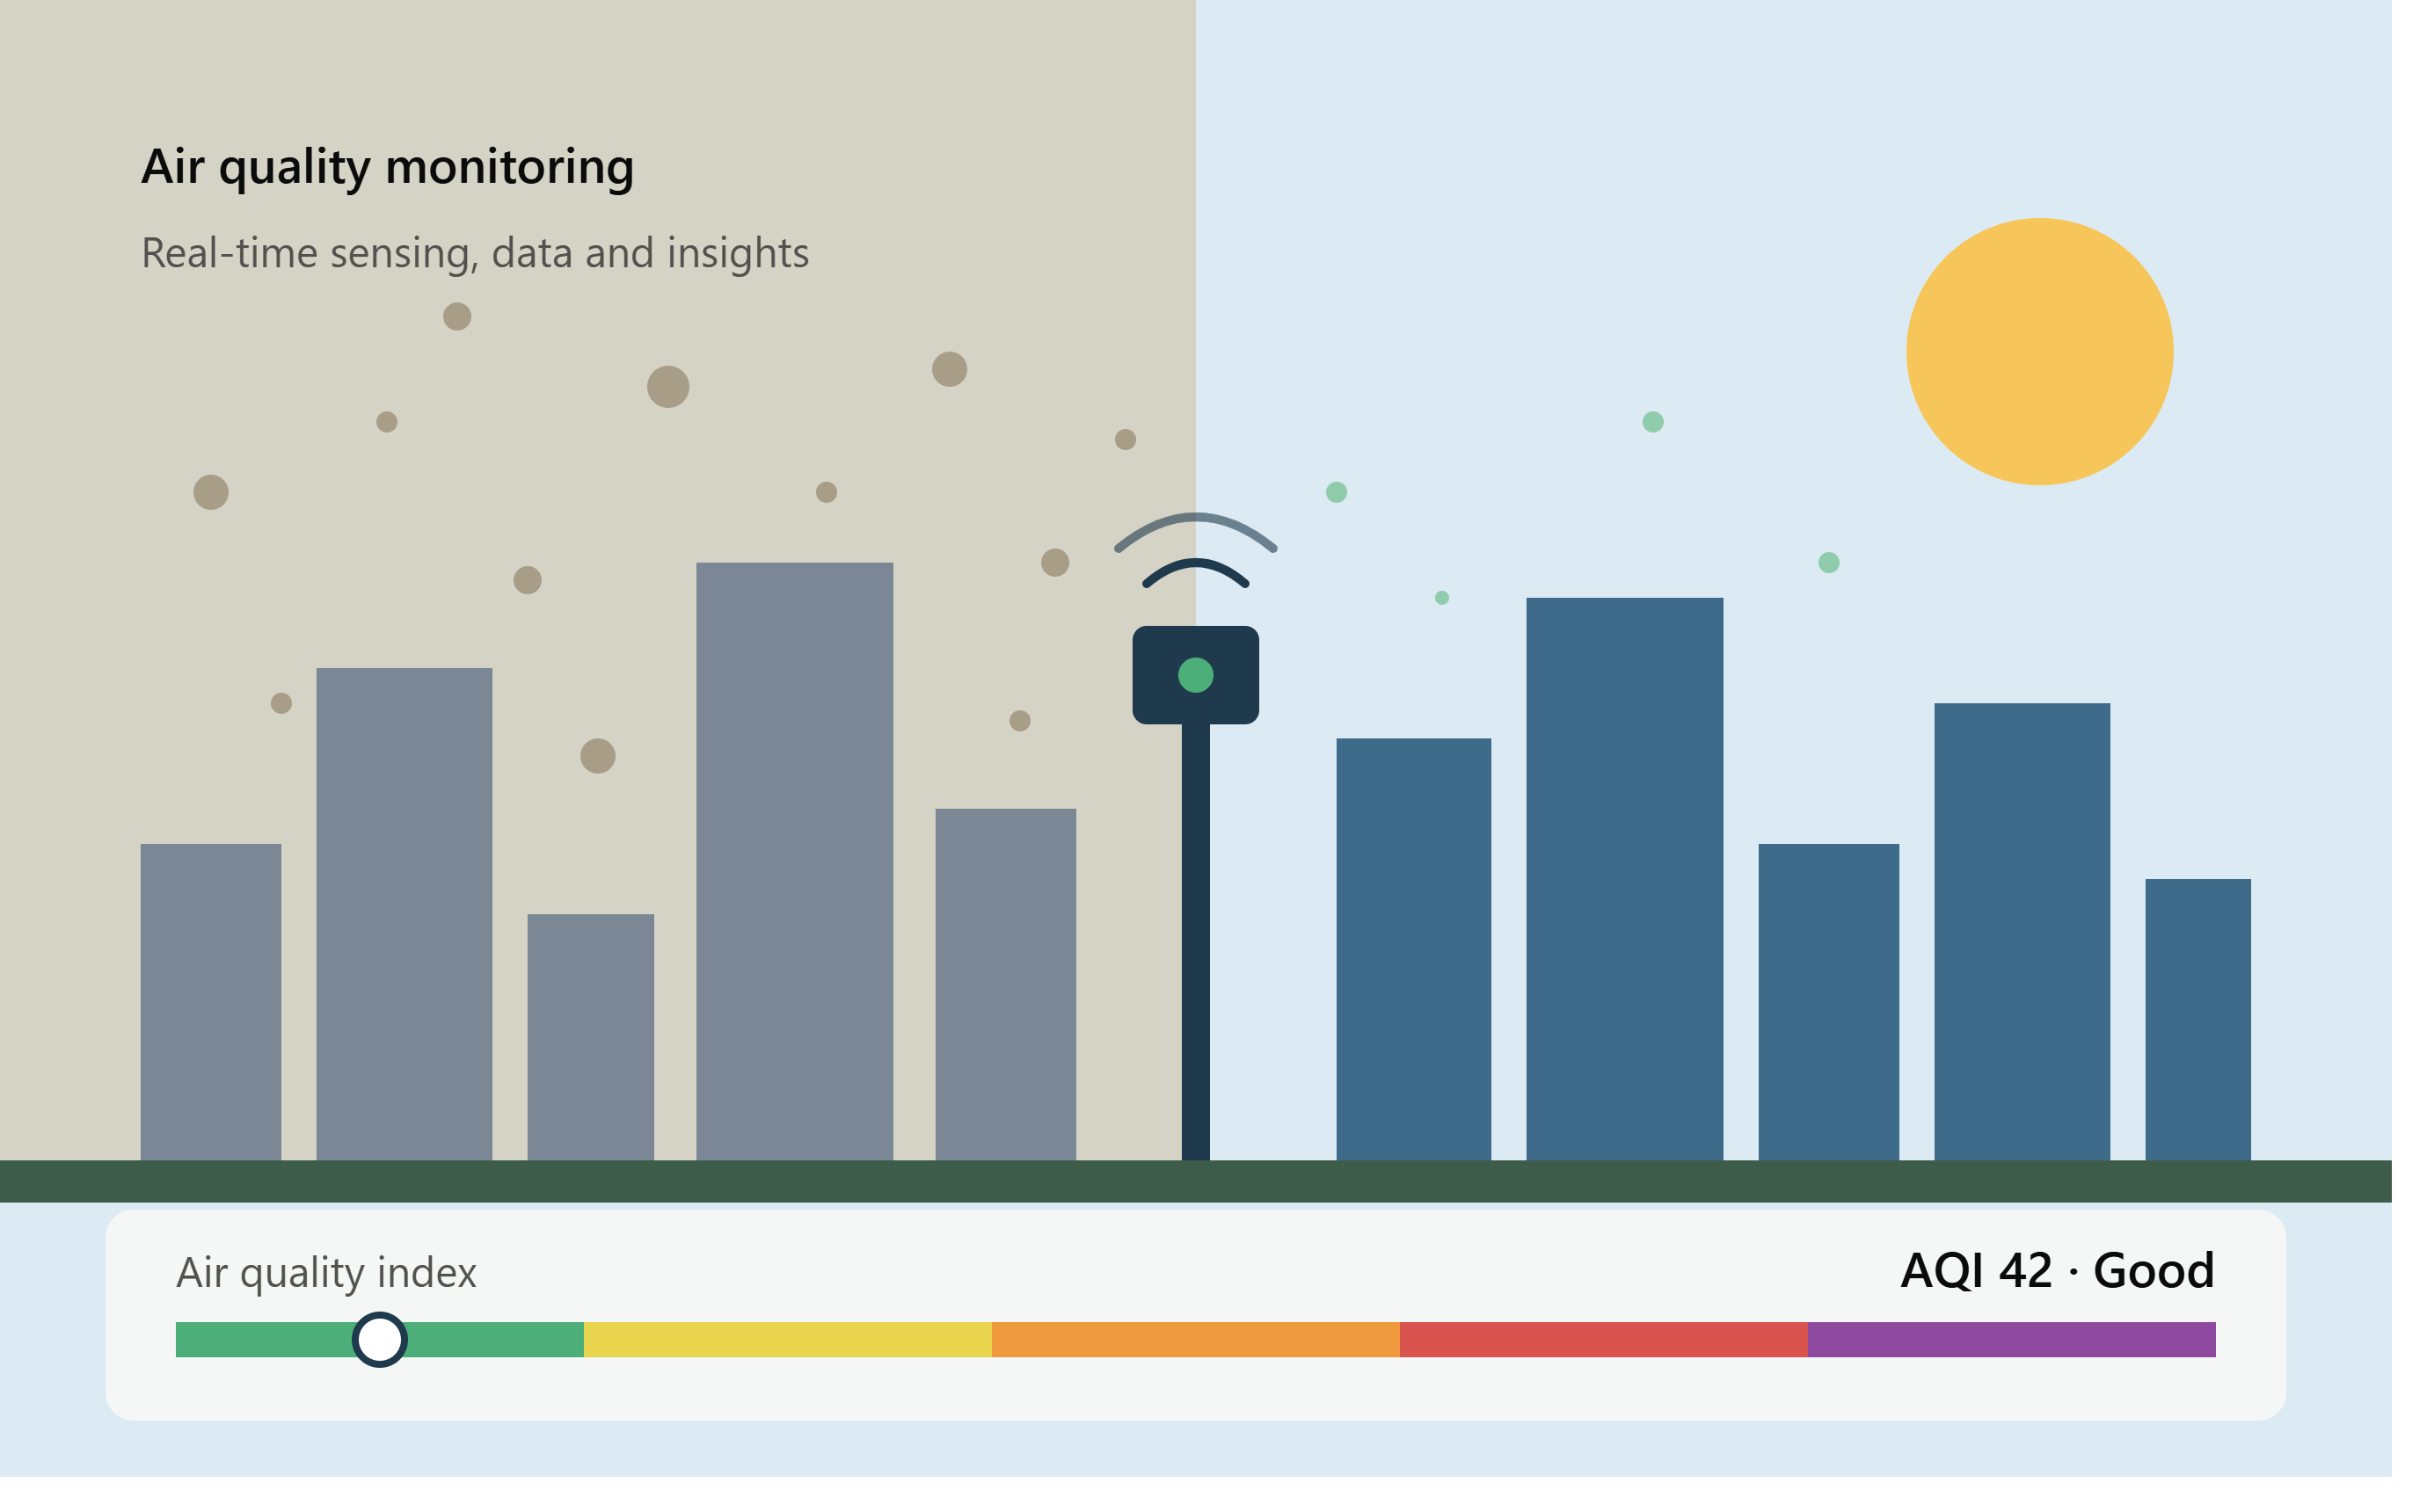 Air quality monitoring
Real-time sensing, data and insights
Air quality index
AQI 42 · Good